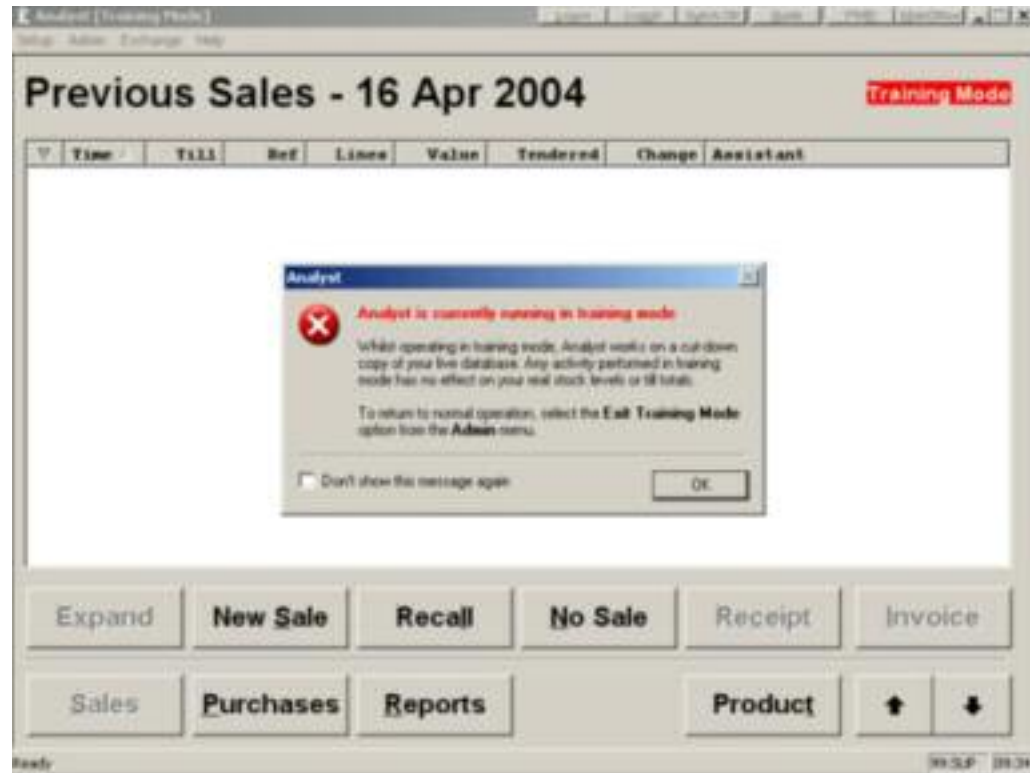 Analyst [Training Mode]
Setup Admin Exchange Help
Previous Sales - 16 Apr 2004
Training Mode
Time Till Ref Lines Value Tendered Change Assistant
Analyst
Analyst is currently running in training mode
Whilst operating in training mode, Analyst works on a cut-down
copy of your live database. Any activity performed in training
mode has no effect on your real stock levels or till totals.
To return to normal operation, select the Exit Training Mode
option from the Admin menu.
Don't show this message again
OK
Expand New Sale Recall No Sale Receipt Invoice
Sales Purchases Reports Product
Ready